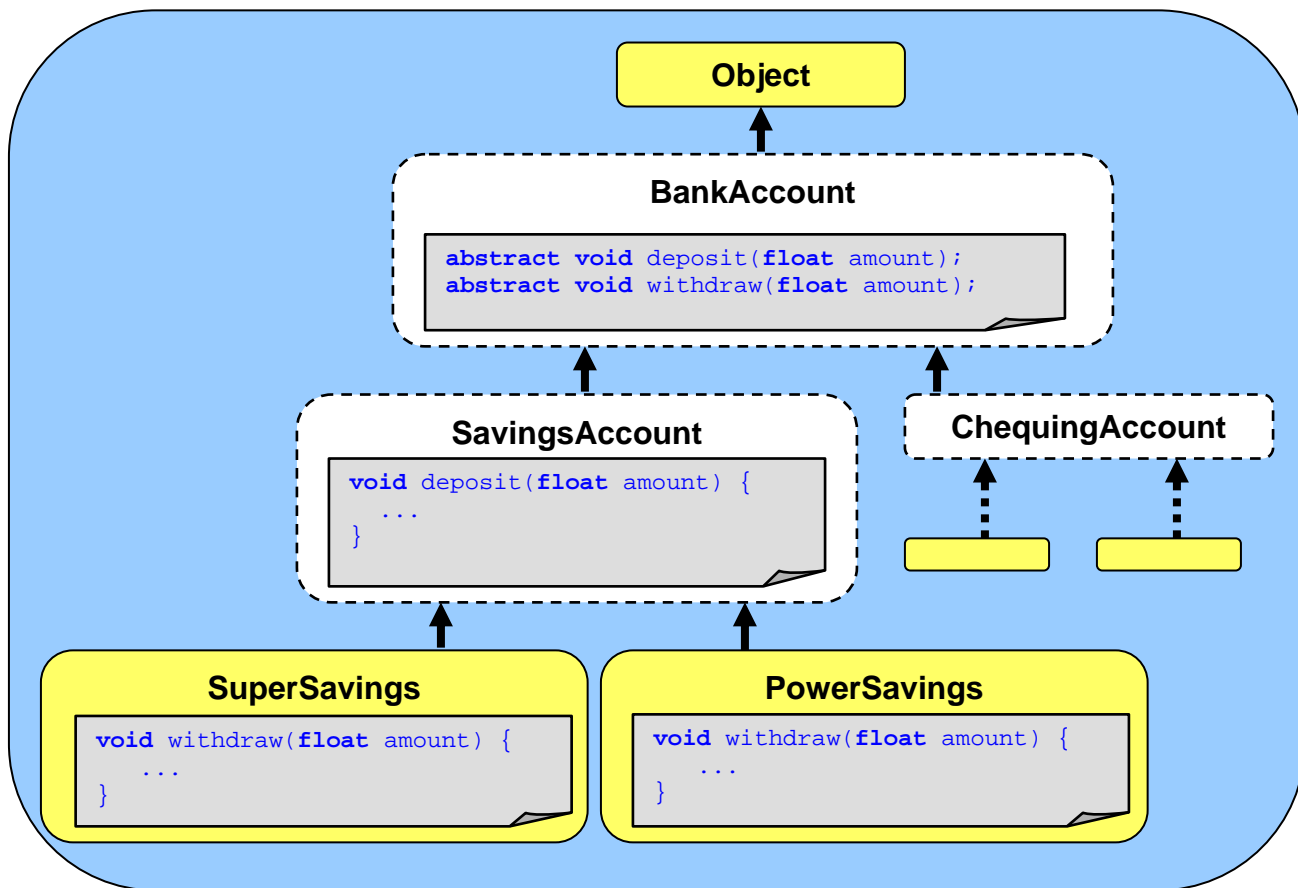 Object
BankAccount
abstract void deposit(float amount);
abstract void withdraw(float amount);
SavingsAccount
void deposit(float amount) {
...
}
ChequingAccount
SuperSavings
void withdraw(float amount) {
...
}
PowerSavings
void withdraw(float amount) {
...
}